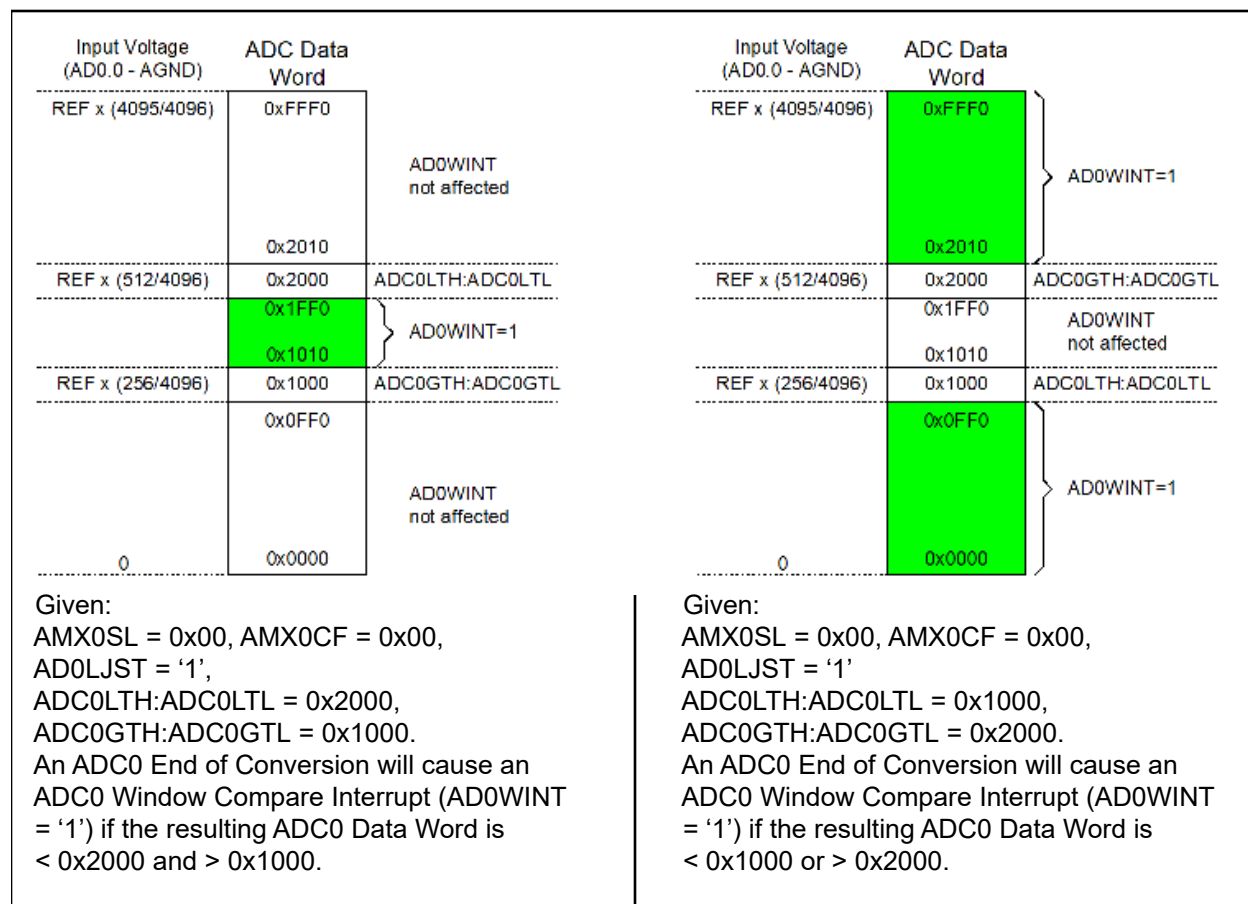 Input Voltage
(AD0.0 - AGND)
ADC Data
Word
REF x (4095/4096)
0xFFF0
AD0WINT
not affected
0x2010
REF x (512/4096)
0x2000
ADC0LTH:ADC0LTL
0x1FF0
AD0WINT=1
0x1010
REF x (256/4096)
0x1000
ADC0GTH:ADC0GTL
0x0FF0
AD0WINT
not affected
0
0x0000
Given:
AMX0SL = 0x00, AMX0CF = 0x00,
AD0LJST = ‘1’,
ADC0LTH:ADC0LTL = 0x2000,
ADC0GTH:ADC0GTL = 0x1000.
An ADC0 End of Conversion will cause an
ADC0 Window Compare Interrupt (AD0WINT
= ‘1’) if the resulting ADC0 Data Word is
< 0x2000 and > 0x1000.
Input Voltage
(AD0.0 - AGND)
ADC Data
Word
REF x (4095/4096)
0xFFF0
AD0WINT=1
0x2010
REF x (512/4096)
0x2000
ADC0GTH:ADC0GTL
0x1FF0
AD0WINT
not affected
0x1010
REF x (256/4096)
0x1000
ADC0LTH:ADC0LTL
0x0FF0
AD0WINT=1
0
0x0000
Given:
AMX0SL = 0x00, AMX0CF = 0x00,
AD0LJST = ‘1’
ADC0LTH:ADC0LTL = 0x1000,
ADC0GTH:ADC0GTL = 0x2000.
An ADC0 End of Conversion will cause an
ADC0 Window Compare Interrupt (AD0WINT
= ‘1’) if the resulting ADC0 Data Word is
< 0x1000 or > 0x2000.